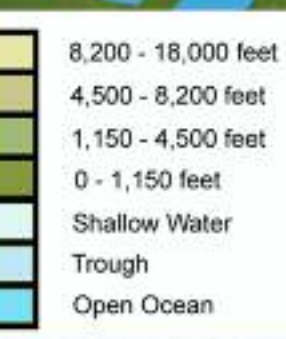 8,200 - 18,000 feet
4,500 - 8,200 feet
1,150 - 4,500 feet
0 - 1,150 feet
Shallow Water
Trough
Open Ocean